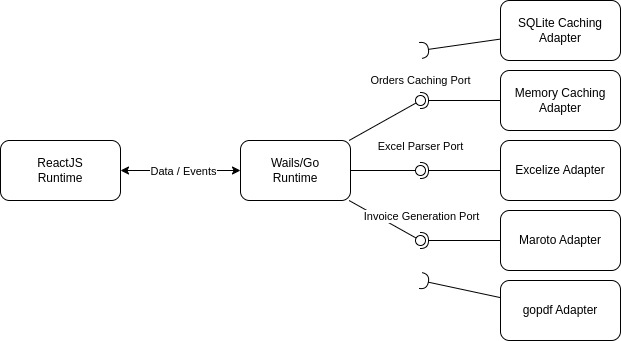 SQLite Caching
Adapter
Orders Caching Port
Memory Caching
Adapter
Excel Parser Port
ReactJS
Runtime
Data / Events
Wails/Go
Runtime
Excelize Adapter
Invoice Generation Port
Maroto Adapter
gopdf Adapter